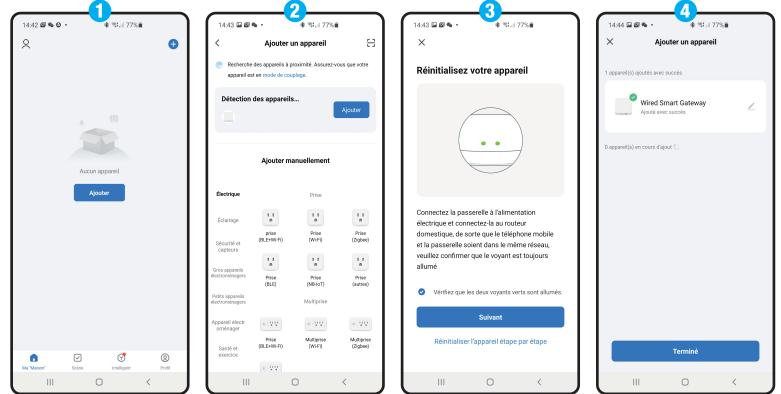 1
14:42
77%
Aucun appareil
Ajouter
Ma "Maison"
Scène
Intelligent
Profil
2
14:43
77%
Ajouter un appareil
Recherche des appareils à proximité. Assurez-vous que votre
appareil est en mode de couplage.
Détection des appareils...
Ajouter
Ajouter manuellement
Électrique
Prise
Éclairage
prise
(BLE+Wi-Fi)
Prise
(Wi-Fi)
Prise
(Zigbee)
Sécurité et
capteurs
Gros appareils
électroménagers
Prise
(BLE)
Prise
(NB-IoT)
Prise
(autres)
Petits appareils
électroménagers
Multiprise
Appareil électr
oménager
Prise
(BLE+Wi-Fi)
Multiprise
(Wi-Fi)
Multiprise
(Zigbee)
Santé et
exercice
3
14:43
77%
Réinitialisez votre appareil
Connectez la passerelle à l'alimentation
électrique et connectez-la au routeur
domestique, de sorte que le téléphone mobile
et la passerelle soient dans le même réseau,
veuillez confirmer que le voyant est toujours
allumé
Vérifiez que les deux voyants verts sont allumés.
Suivant
Réinitialiser l'appareil étape par étape
4
14:44
77%
Ajouter un appareil
1 appareil(s) ajoutés avec succès
Wired Smart Gateway
Ajouté avec succès
0 appareil(s) en cours d'ajout
Terminé